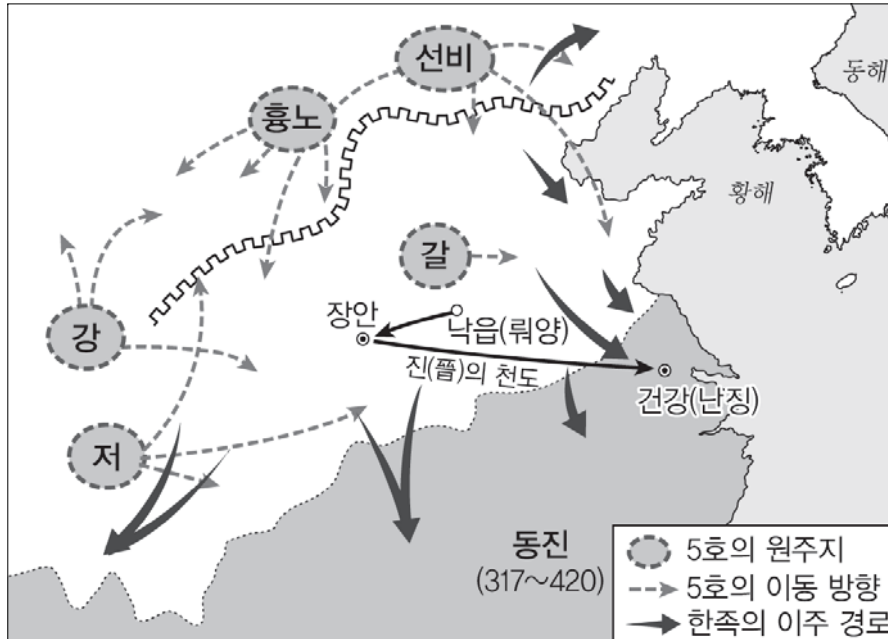 선비
동해
흉노
황해
갈
강
장안
낙읍(뤄양)
진(晉)의 천도
건강(난징)
저
동진
(317~420)
5호의 원주지
5호의 이동 방향
한족의 이주 경로